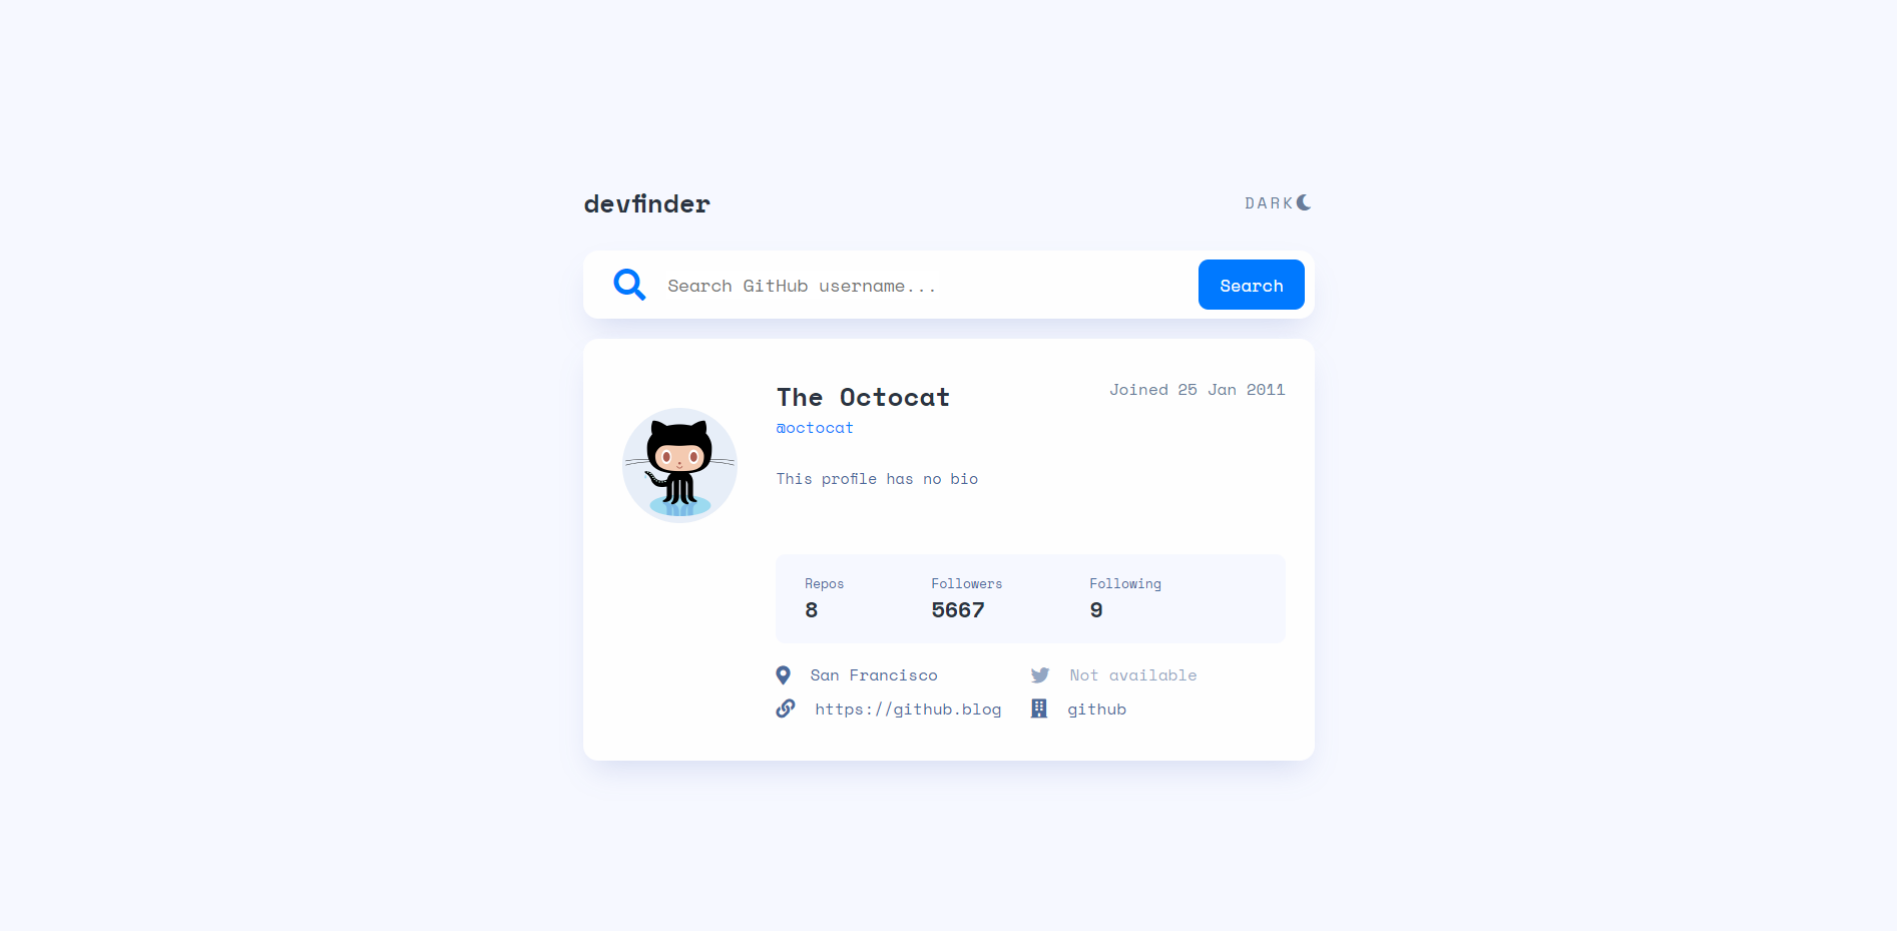 devfinder DARK
Search GitHub username... Search
The Octocat Joined 25 Jan 2011
@octocat
This profile has no bio
Repos Followers Following
8 5667 9
San Francisco Not available
https://github.blog github